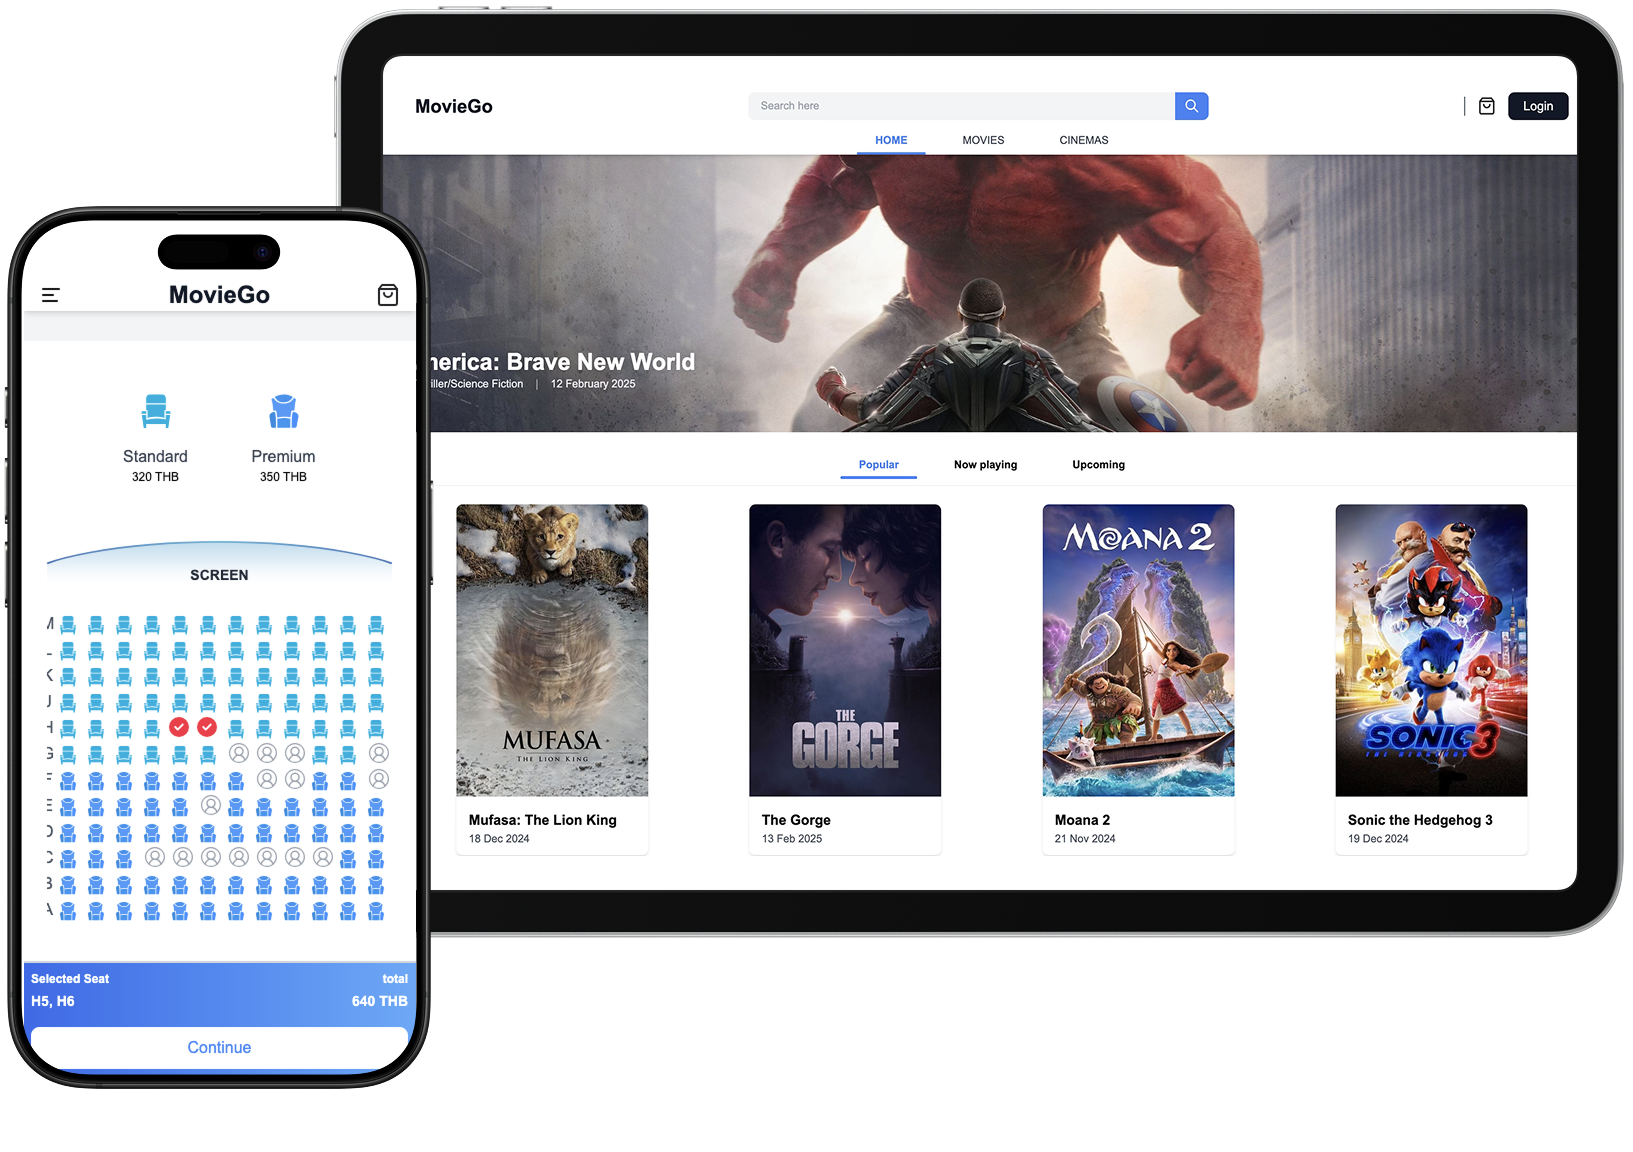 MovieGo
Search here
Login
HOME MOVIES CINEMAS
nerica: Brave New World
iller/Science Fiction | 12 February 2025
Popular Now playing Upcoming
MUFASA
THE LION KING
THE
GORGE
MOANA 2
SONIC 3
THE HEDGEHOG
Mufasa: The Lion King
18 Dec 2024
The Gorge
13 Feb 2025
Moana 2
21 Nov 2024
Sonic the Hedgehog 3
19 Dec 2024
MovieGo
Standard Premium
320 THB 350 THB
SCREEN
M
L
K
J
H
G
F
E
D
C
B
A
Selected Seat total
H5, H6 640 THB
Continue